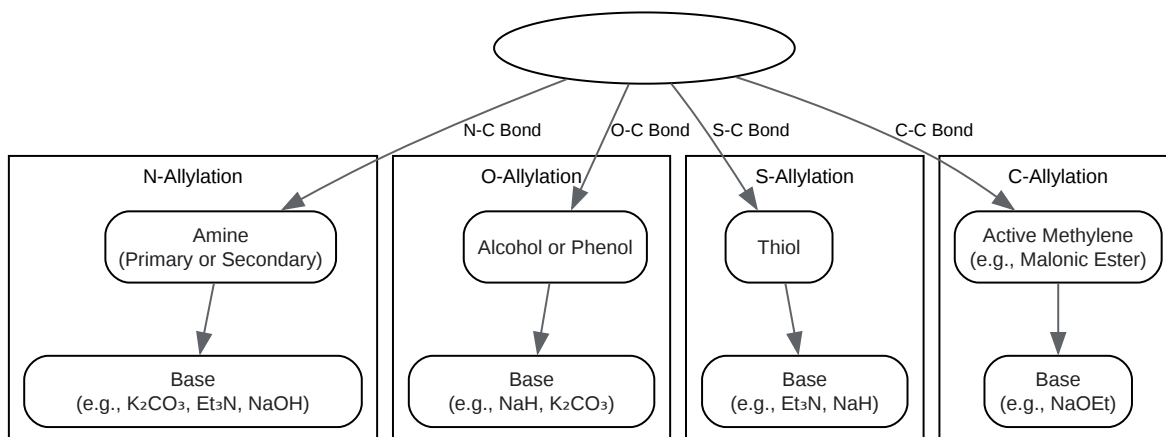 N-C Bond
O-C Bond
S-C Bond
C-C Bond
N-Allylation
O-Allylation
S-Allylation
C-Allylation
Amine
(Primary or Secondary)
Alcohol or Phenol
Thiol
Active Methylene
(e.g., Malonic Ester)
Base
(e.g., K₂CO₃, Et₃N, NaOH)
Base
(e.g., NaH, K₂CO₃)
Base
(e.g., Et₃N, NaH)
Base
(e.g., NaOEt)